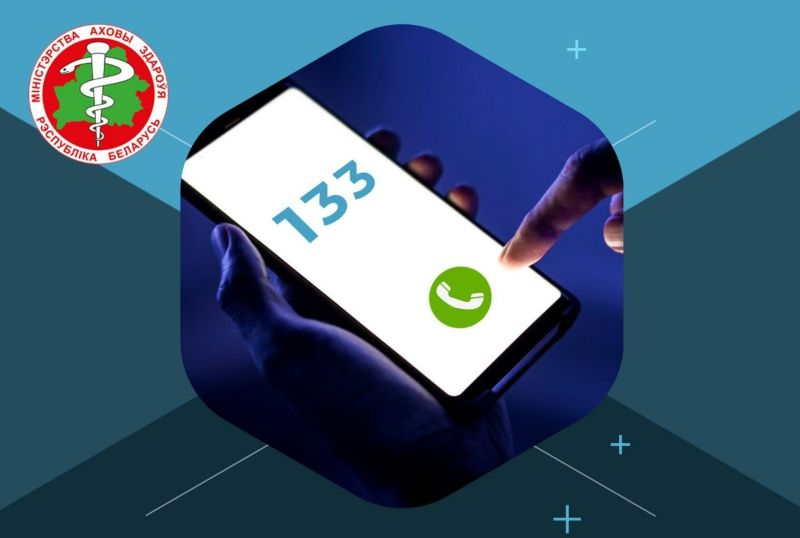 МІНІСТЭРСТВА АХОВЫ ЗДАРОЎЯ
РЭСПУБЛІКА БЕЛАРУСЬ
133